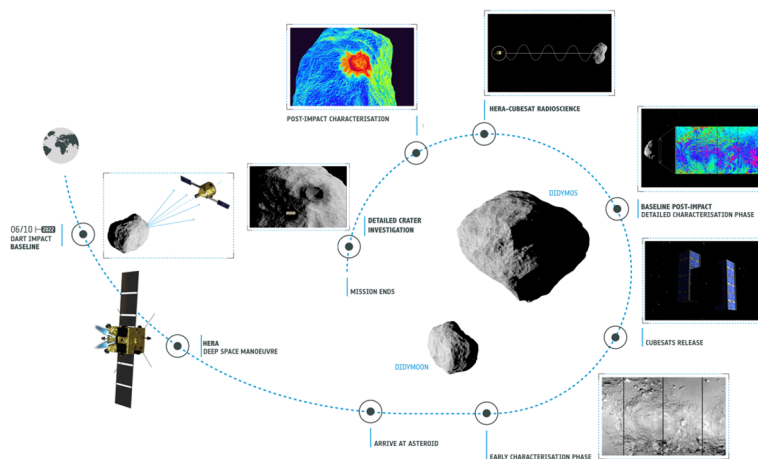 POST-IMPACT CHARACTERISATION
HERA-CUBESAT RADIOSCIENCE
DIDYMOS
BASELINE POST-IMPACT
DETAILED CHARACTERISATION PHASE
06/10 2022
DART IMPACT
BASELINE
DETAILED CRATER
INVESTIGATION
MISSION ENDS
HERA
DEEP SPACE MANOEUVRE
CUBESATS RELEASE
DIDYMOON
ARRIVE AT ASTEROID
EARLY CHARACTERISATION PHASE